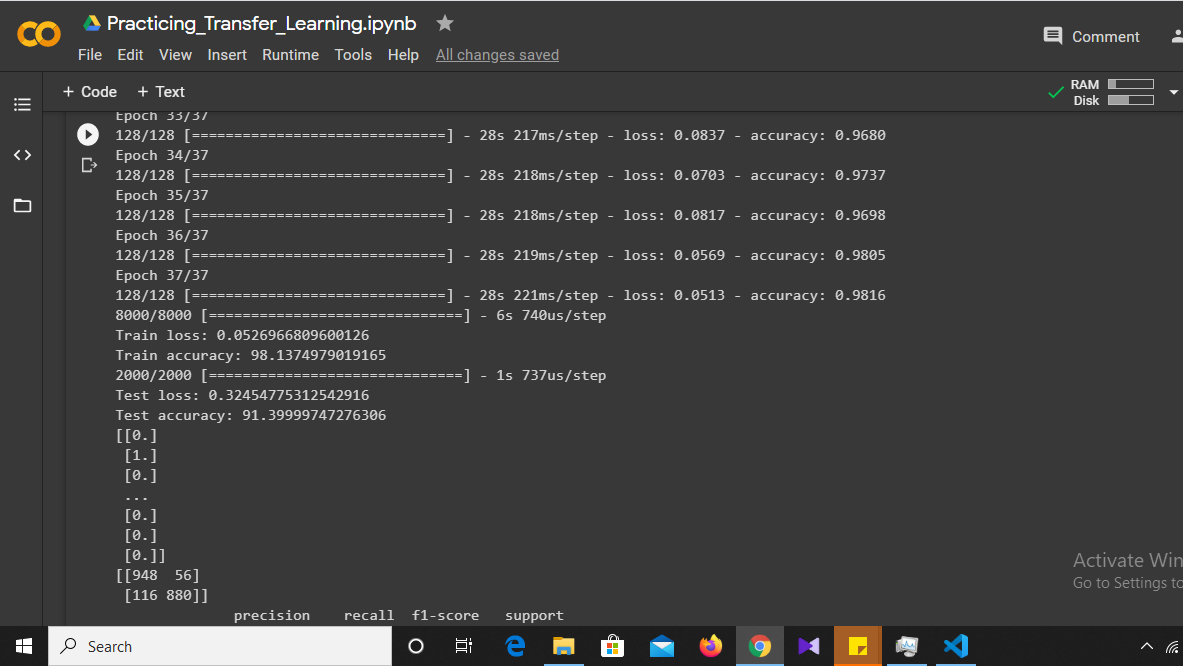 Practicing_Transfer_Learning.ipynb
File Edit View Insert Runtime Tools Help All changes saved
Comment
+ Code + Text
RAM
Disk
Epoch 33/37
128/128 [==============================] - 28s 217ms/step - loss: 0.0837 - accuracy: 0.9680
Epoch 34/37
128/128 [==============================] - 28s 218ms/step - loss: 0.0703 - accuracy: 0.9737
Epoch 35/37
128/128 [==============================] - 28s 218ms/step - loss: 0.0817 - accuracy: 0.9698
Epoch 36/37
128/128 [==============================] - 28s 219ms/step - loss: 0.0569 - accuracy: 0.9805
Epoch 37/37
128/128 [==============================] - 28s 221ms/step - loss: 0.0513 - accuracy: 0.9816
8000/8000 [==============================] - 6s 740us/step
Train loss: 0.0526966809600126
Train accuracy: 98.1374979019165
2000/2000 [==============================] - 1s 737us/step
Test loss: 0.32454775312542916
Test accuracy: 91.39999747276306
[[0.]
[1.]
[0.]
...
[0.]
[0.]
[0.]]
[[948 56]
[116 880]]
precision recall f1-score support
Activate Win
Go to Settings to
Search